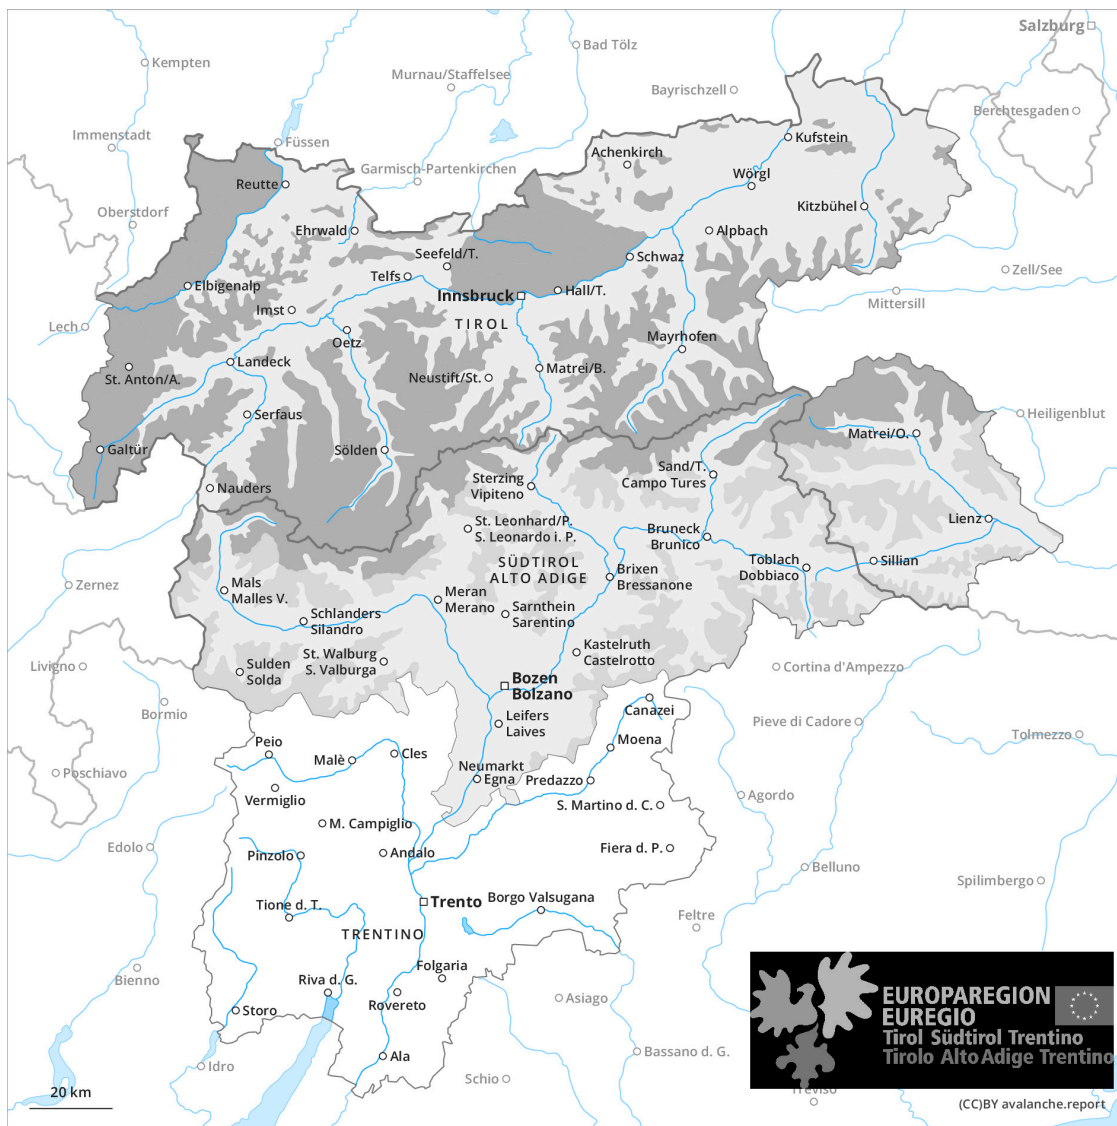 Salzburg
Bad Tölz
Kempten
Murnau/Staffelsee
Bayrischzell
Berchtesgaden
Immenstadt
Füssen
Kufstein
Achenkirch
Garmisch-Partenkirchen
Wörgl
Reutte
Oberstdorf
Kitzbühel
Ehrwald
Alpbach
Seefeld/T.
Schwaz
Telfs
Zell/See
Elbigenalp
Innsbruck
Hall/T.
Mittersill
Imst
TIROL
Lech
Oetz
Mayrhofen
Landeck
Matrei/B.
St. Anton/A.
Neustift/St.
Serfaus
Heiligenblut
Galtür
Sölden
Matrei/O.
Sterzing
Vipiteno
Sand/T.
Campo Tures
Nauders
St. Leonhard/P.
S. Leonardo i. P.
Bruneck
Brunico
Lienz
SÜDTIROL
ALTO ADIGE
Toblach
Dobbiaco
Sillian
Brixen
Bressanone
Zernez
Mals
Malles V.
Meran
Merano
Schlanders
Silandro
Sarnthein
Sarentino
Kastelruth
Castelrotto
St. Walburg
S. Valburga
Livigno
Sulden
Solda
Cortina d'Ampezzo
Bozen
Bolzano
Bormio
Canazei
Leifers
Laives
Pieve di Cadore
Tolmezzo
Moena
Peio
Cles
Malè
Poschiavo
Neumarkt
Egna
Predazzo
Vermiglio
Agordo
S. Martino d. C.
M. Campiglio
Edolo
Pinzolo
Andalo
Fiera d. P.
Belluno
Spilimbergo
Trento
Borgo Valsugana
Tione d. T.
Feltre
TRENTINO
Folgaria
Bienno
Riva d. G.
Rovereto
Asiago
Storo
EUROPAREGION
EUREGIO
Tirol Südtirol Trentino
Tirolo Alto Adige Trentino
Ala
Idro
Bassano d. G.
Schio
20 km
Treviso
(CC)BY avalanche.report